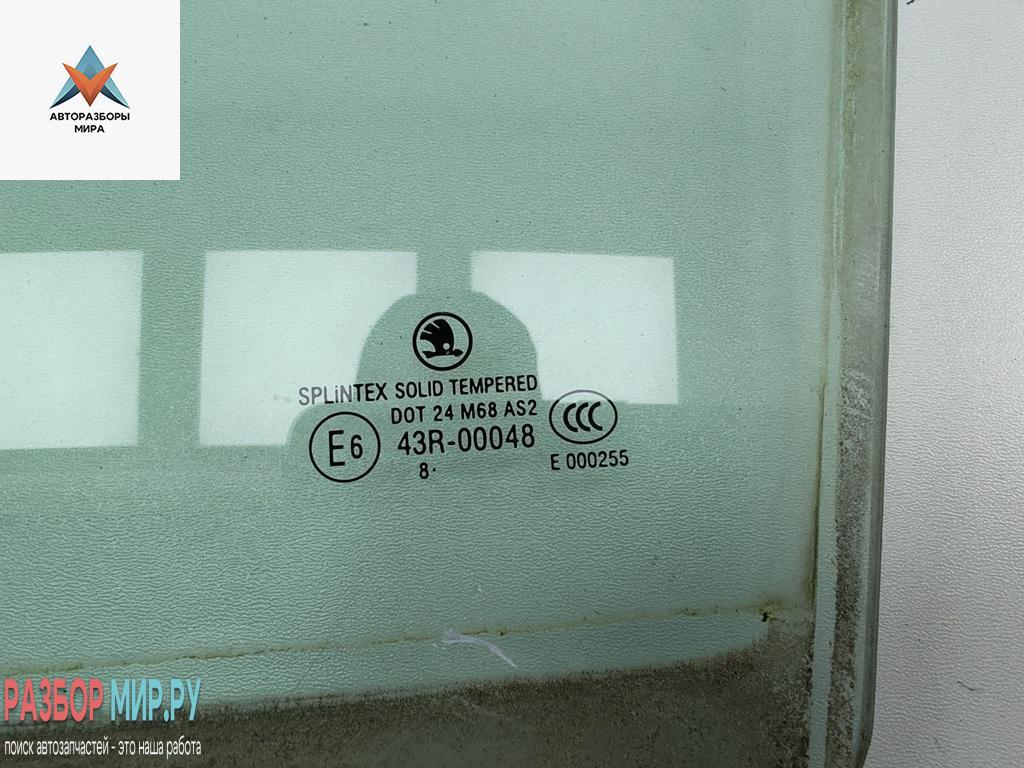 АВТОРАЗБОРЫ
МИРА
SPLiNTEX SOLID TEMPERED
DOT 24 M68 AS2
CCC
E6 43R-00048
E 000255
8·
РАЗБОР МИР.РУ
поиск автозапчастей - это наша работа